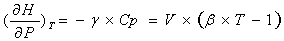 (∂H/∂P)_T = − γ × Cp = V × (β × T − 1)